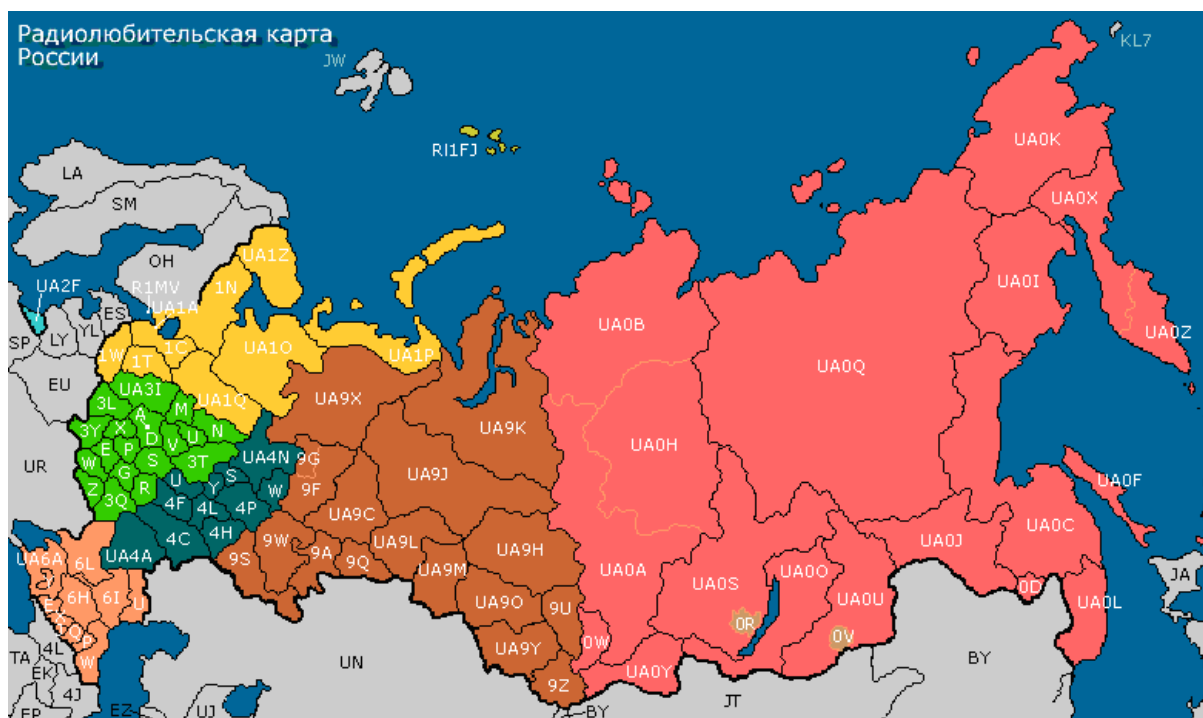 Радиолюбительская карта
России
JW
KL7
RI1FJ
UA0K
LA
UA0X
SM
UA1Z
OH
UA2F
R1MV
1N
UA0I
UA1A
ES
UA0B
UA0Z
SP
LY
YL
1C
UA1O
1W
1T
UA1P
UA0Q
EU
UA3I
UA1Q
UA9X
3L
M
A
UA9K
3Y
X
D
N
UA0H
E
P
V
U
UA4N
9G
UR
W
S
3T
UA9J
G
U
S
Z
3Q
R
Y
W
9F
UA0F
4F
4L
4P
UA9C
UA0C
4H
4C
9W
UA9L
UA9H
UA0J
UA4A
9S
9A
9Q
UA6A
6L
UA9M
UA0A
UA0S
UA0O
0D
JA
Y
6H
6I
U
UA9O
9U
UA0U
UA0L
E
X
0R
Q
P
0W
0V
4L
UA9Y
TA
W
UN
BY
EK
UA0Y
4J
9Z
JT
EP
EZ
UJ
BY